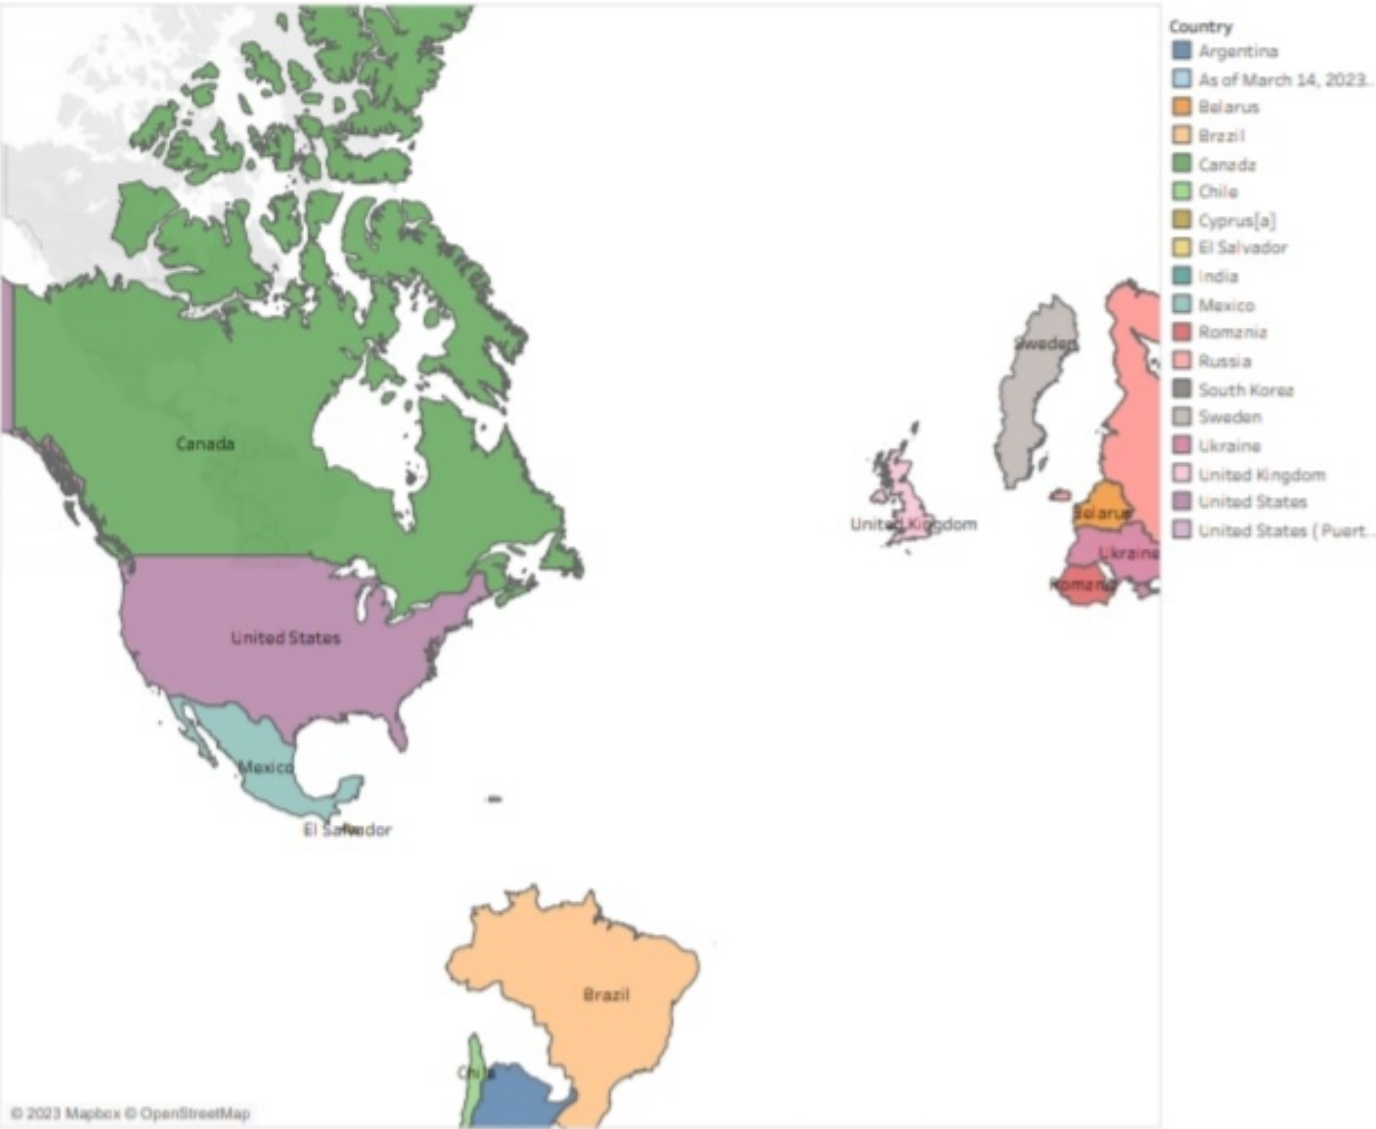 Country
Argentina
As of March 14, 2023..
Belarus
Brazil
Canada
Chile
Cyprus[a]
El Salvador
India
Mexico
Romania
Russia
South Korea
Sweden
Ukraine
United Kingdom
United States
United States ( Puert..
Sweden
Canada
Belarus
United Kingdom
Ukraine
Romania
United States
Mexico
El Salvador
Brazil
Chile
© 2023 Mapbox © OpenStreetMap